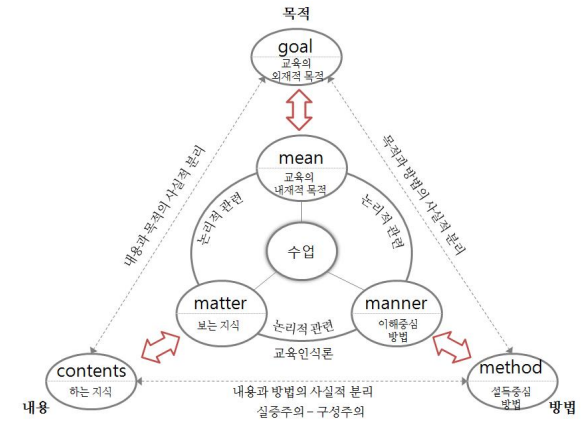 목적
goal
교육의
외재적 목적
mean
교육의
내재적 목적
내용과 목적의 사실적 분리
목적과 방법의 사실적 분리
논리적 관련
논리적 관련
수업
matter
보는 지식
manner
이해중심
방법
논리적 관련
교육인식론
contents
하는 지식
method
설득중심
방법
내용
내용과 방법의 사실적 분리
방법
실증주의 – 구성주의